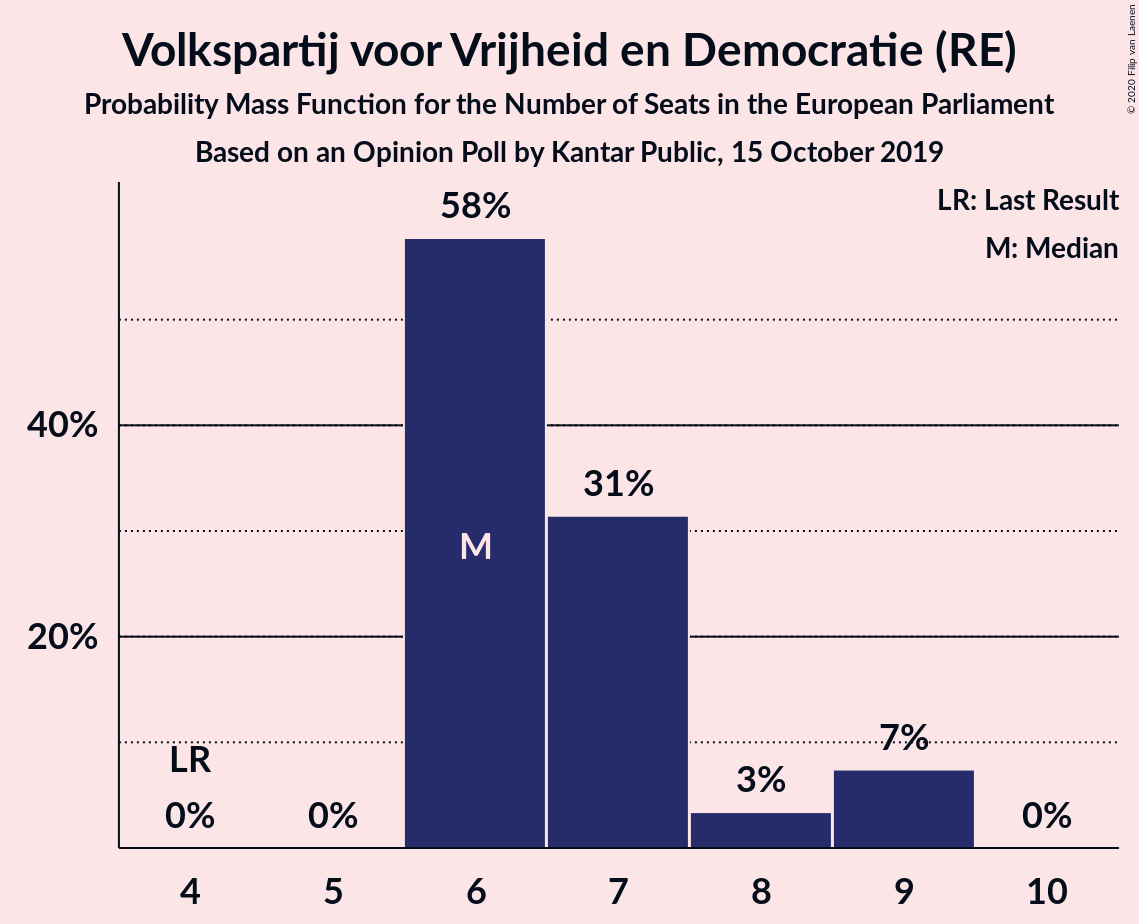 Volkspartij voor Vrijheid en Democratie (RE)
Probability Mass Function for the Number of Seats in the European Parliament
Based on an Opinion Poll by Kantar Public, 15 October 2019
© 2020 Filip van Laenen
LR: Last Result
M: Median
58%
40%
31%
M
20%
7%
LR
3%
0%
0%
0%
4
5
6
7
8
9
10